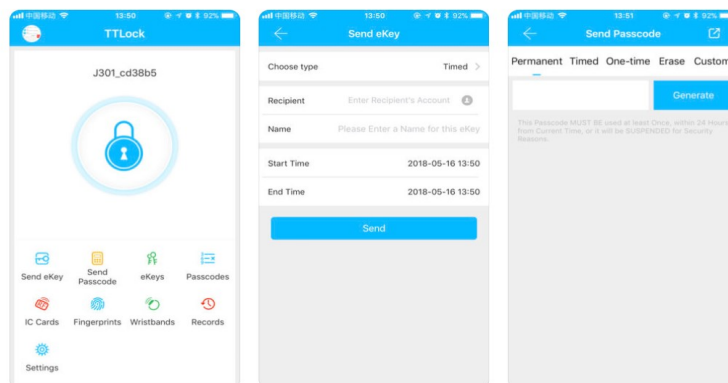 中国移动 13:50 92%
TTLock
J301_cd38b5
Send eKey
Send
Passcode
eKeys
Passcodes
IC Cards
Fingerprints
Wristbands
Records
Settings
中国移动 13:50 92%
Send eKey
Choose type Timed
Recipient Enter Recipient's Account
Name Please Enter a Name for this eKey
Start Time 2018-05-16 13:50
End Time 2018-05-16 13:50
Send
中国移动 13:51 92%
Send Passcode
Permanent Timed One-time Erase Custom
Generate
This Passcode MUST BE used at least Once, within 24 Hours
from Current Time, or it will be SUSPENDED for Security
Reasons.